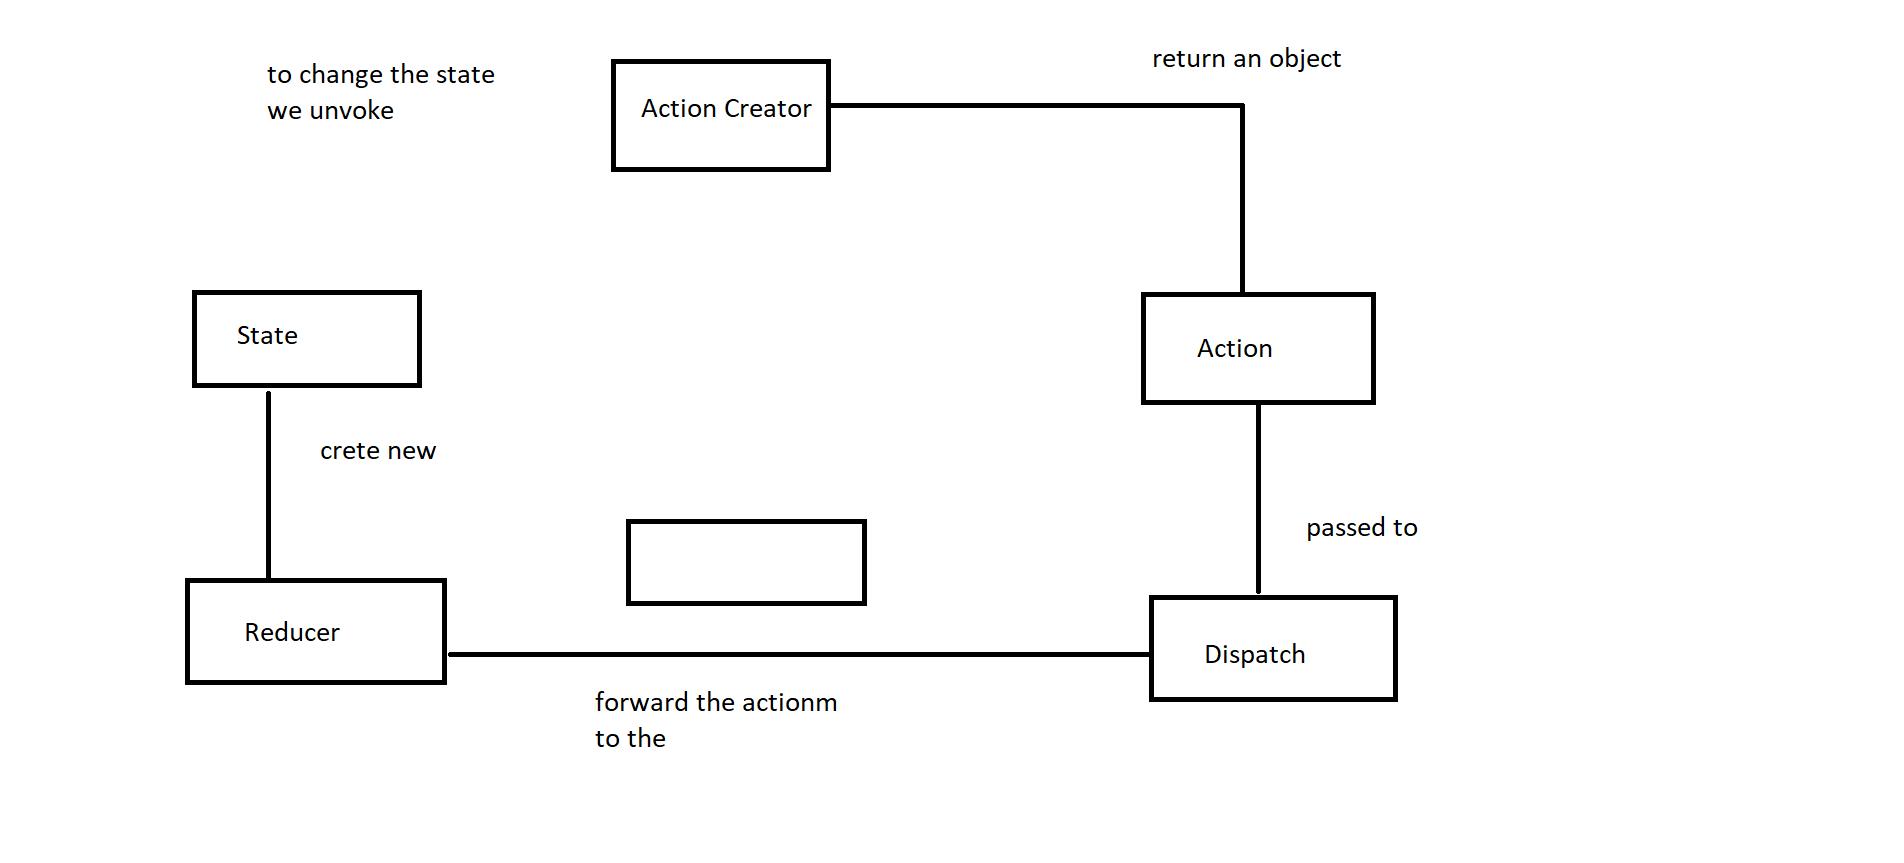 to change the state
we unvoke
Action Creator
return an object
State
Action
crete new
passed to
Reducer
Dispatch
forward the actionm
to the